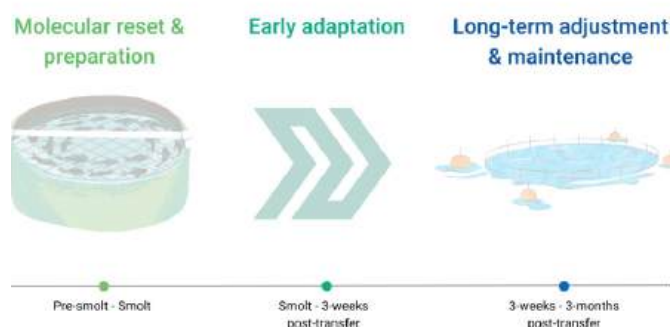 Molecular reset &
preparation
Early adaptation
Long-term adjustment
& maintenance
Pre-smolt - Smolt
Smolt - 3-weeks
post-transfer
3-weeks - 3-months
post-transfer